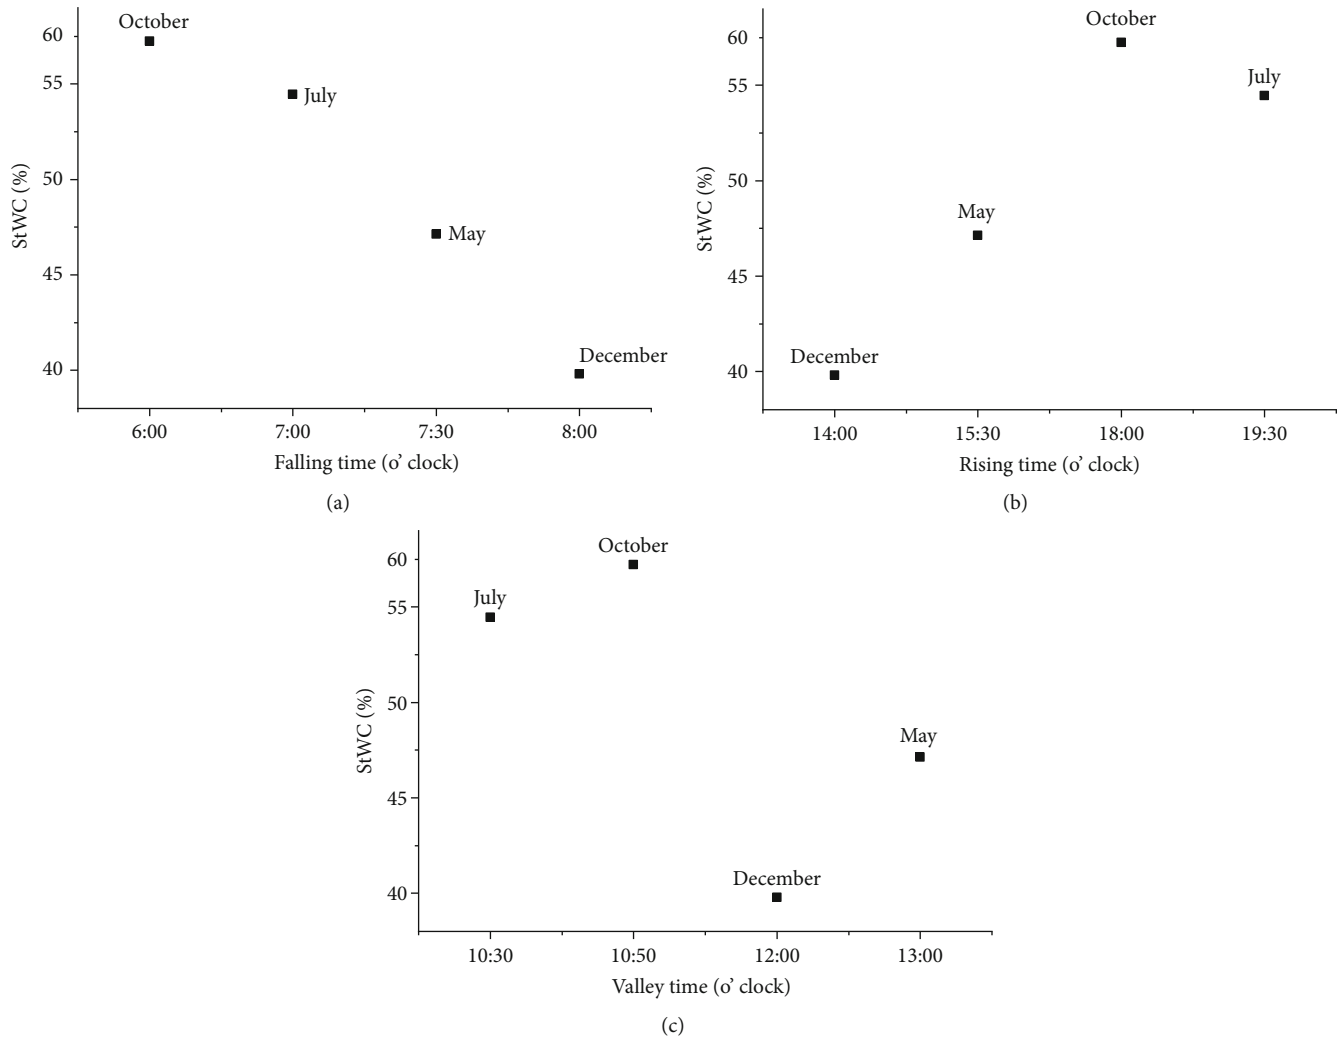 October
60
55
July
50
StWC (%)
May
45
December
40
6:00 7:00 7:30 8:00
Falling time (o’ clock)
(a)
October
60
July
55
50
StWC (%)
May
45
December
40
14:00 15:30 18:00 19:30
Rising time (o’ clock)
(b)
October
60
July
55
50
StWC (%)
May
45
December
40
10:30 10:50 12:00 13:00
Valley time (o’ clock)
(c)